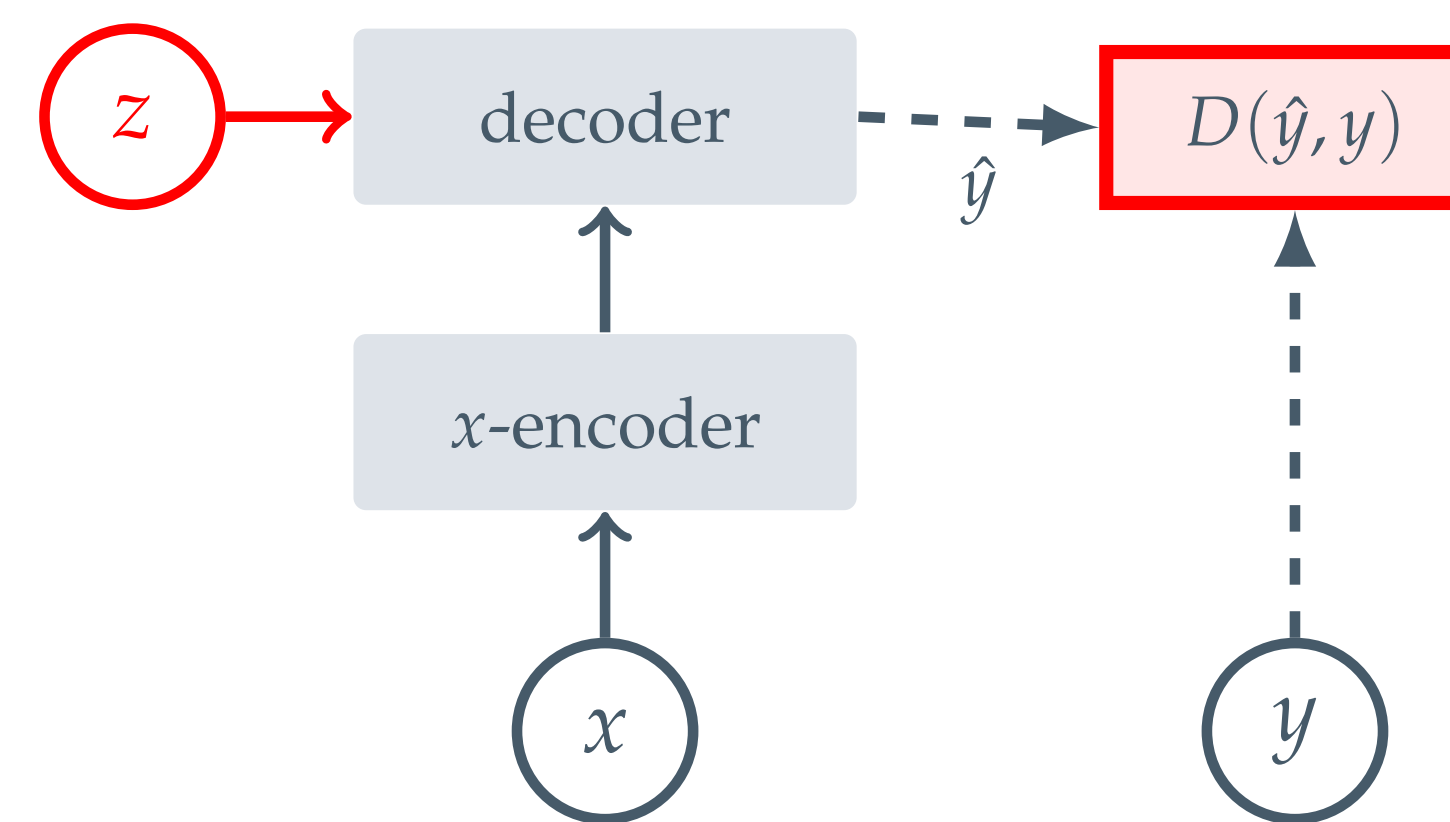 z
decoder
ŷ
D(ŷ, y)
x-encoder
x
y